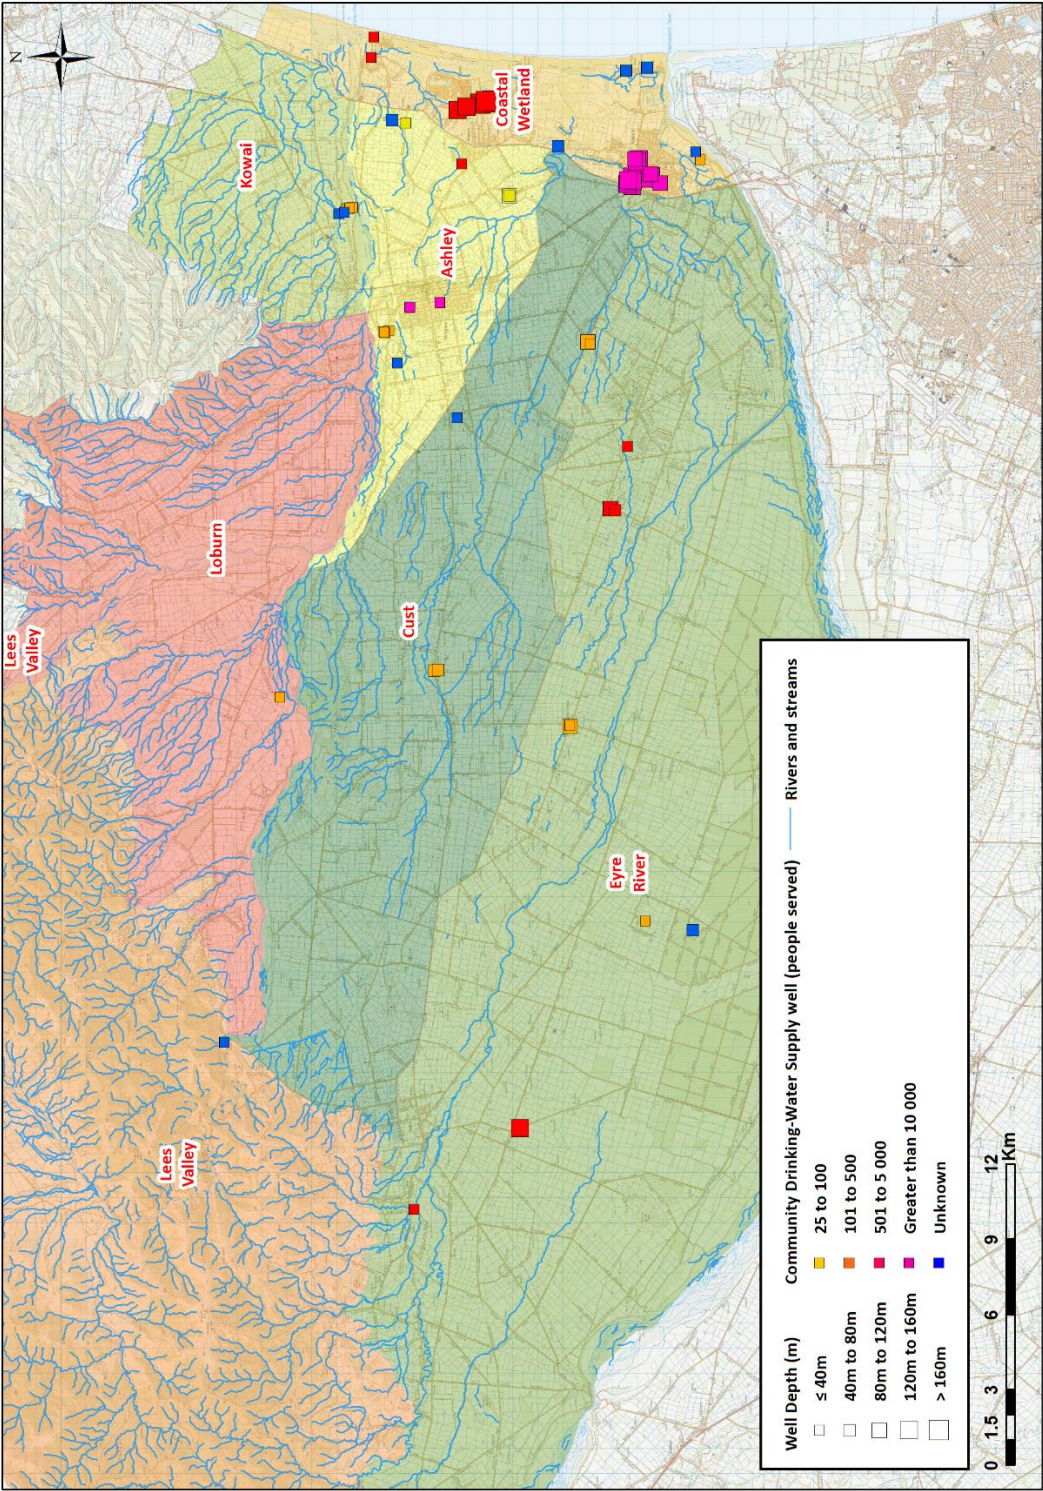 N
Kowai
Coastal
Wetland
Ashley
Loburn
Lees
Valley
Cust
Eyre
River
Lees
Valley
Well Depth (m)
≤ 40m
40m to 80m
80m to 120m
120m to 160m
> 160m
Community Drinking-Water Supply well (people served)
25 to 100
101 to 500
501 to 5 000
Greater than 10 000
Unknown
Rivers and streams
0 1.5 3 6 9 12
Km